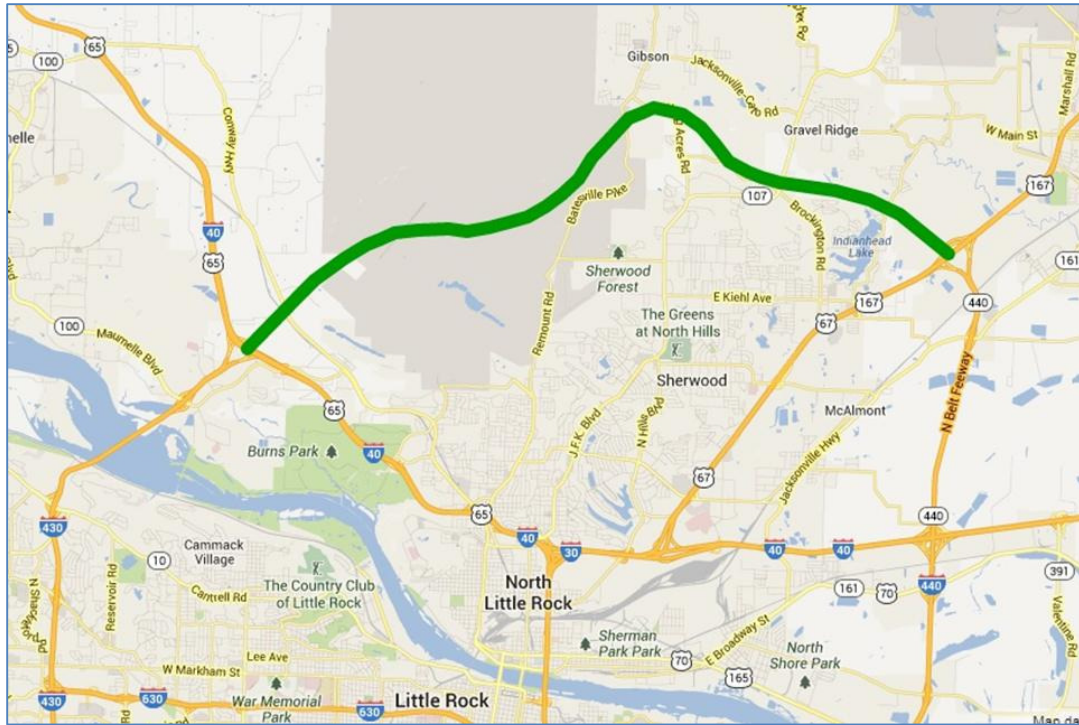 65
100
nelle
Conway Hwy
40
65
100
Maumelle Blvd
Gibson
Jacksonville-Cato Rd
Gravel Ridge
W Main St
Marshall Rd
167
107
Batesville Pike
Brockington Rd
Indianhead
Lake
161
Sherwood
Forest
E Kiehl Ave
167
440
The Greens
at North Hills
67
Remount Rd
Sherwood
N Belt Feeway
McAlmont
65
J.F.K. Blvd
N Hills Blvd
Burns Park
40
Jacksonville Hwy
67
65
440
430
40
30
40
40
Cammack
Village
10
North
Little Rock
161
70
440
391
The Country Club
of Little Rock
Reservoir Rd
Cantrell Rd
Valentine Rd
Sherman
Park Park
70
E Broadway St
North
Shore Park
Lee Ave
W Markham St
165
430
630
War Memorial
Park
630
Little Rock